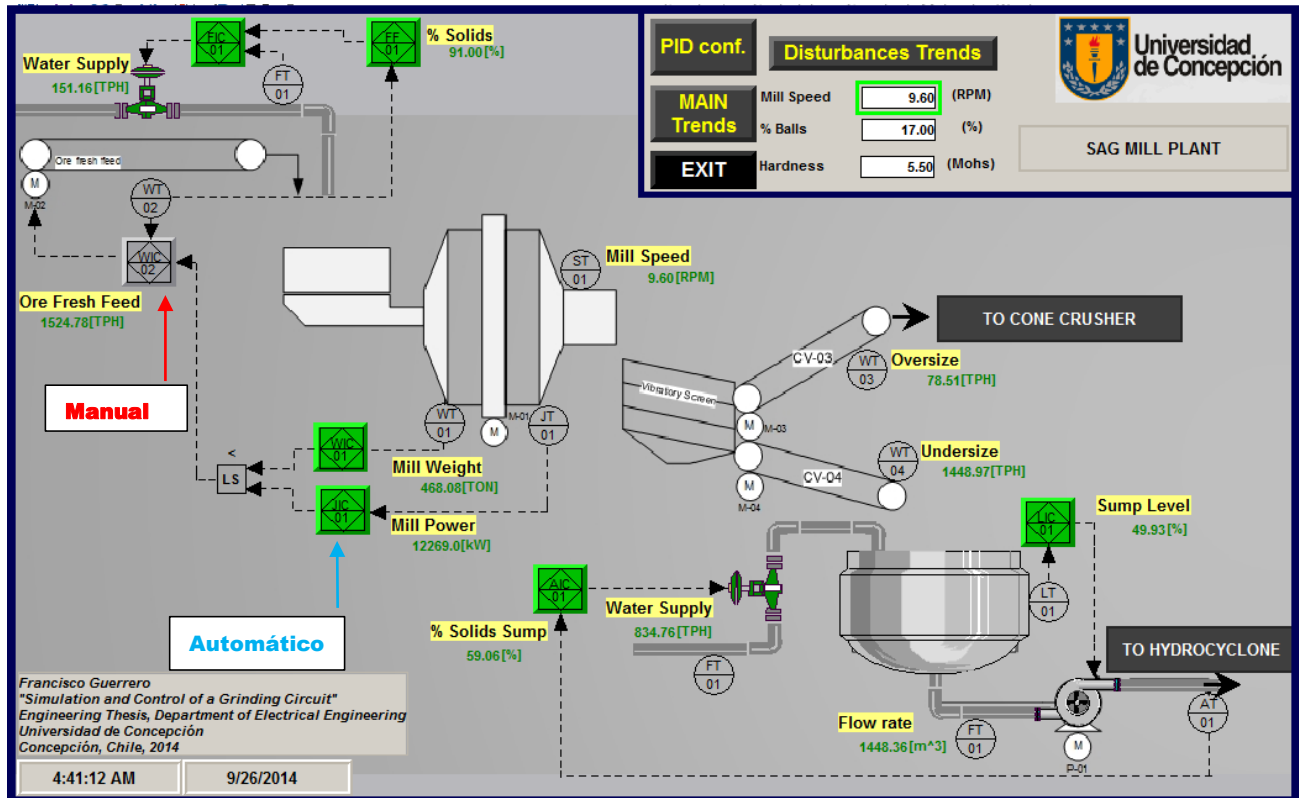 FIC
01
FF
01
% Solids
91.00[%]
Water Supply
151.16[TPH]
FT
01
Ore fresh feed
M
M-02
WT
02
WIC
02
Ore Fresh Feed
1524.78[TPH]
Manual
PID conf.
Disturbances Trends
MAIN
Trends
EXIT
Mill Speed 9.60 (RPM)
% Balls 17.00 (%)
Hardness 5.50 (Mohs)
Universidad
de Concepción
SAG MILL PLANT
ST
01
Mill Speed
9.60[RPM]
TO CONE CRUSHER
CV-03
WT
03
Oversize
78.51[TPH]
Vibratory Screen
M
M-03
WT
04
Undersize
1448.97[TPH]
CV-04
M
M-04
WT
01
M
M-01
JT
01
WIC
01
<
LS
Mill Weight
468.08[TON]
JIC
01
Mill Power
12269.0[kW]
Automático
AIC
01
Water Supply
834.76[TPH]
% Solids Sump
59.06[%]
FT
01
LIC
01
Sump Level
49.93[%]
LT
01
TO HYDROCYCLONE
AT
01
Flow rate
1448.36[m^3]
FT
01
M
P-01
Francisco Guerrero
"Simulation and Control of a Grinding Circuit"
Engineering Thesis, Department of Electrical Engineering
Universidad de Concepción
Concepción, Chile, 2014
4:41:12 AM
9/26/2014